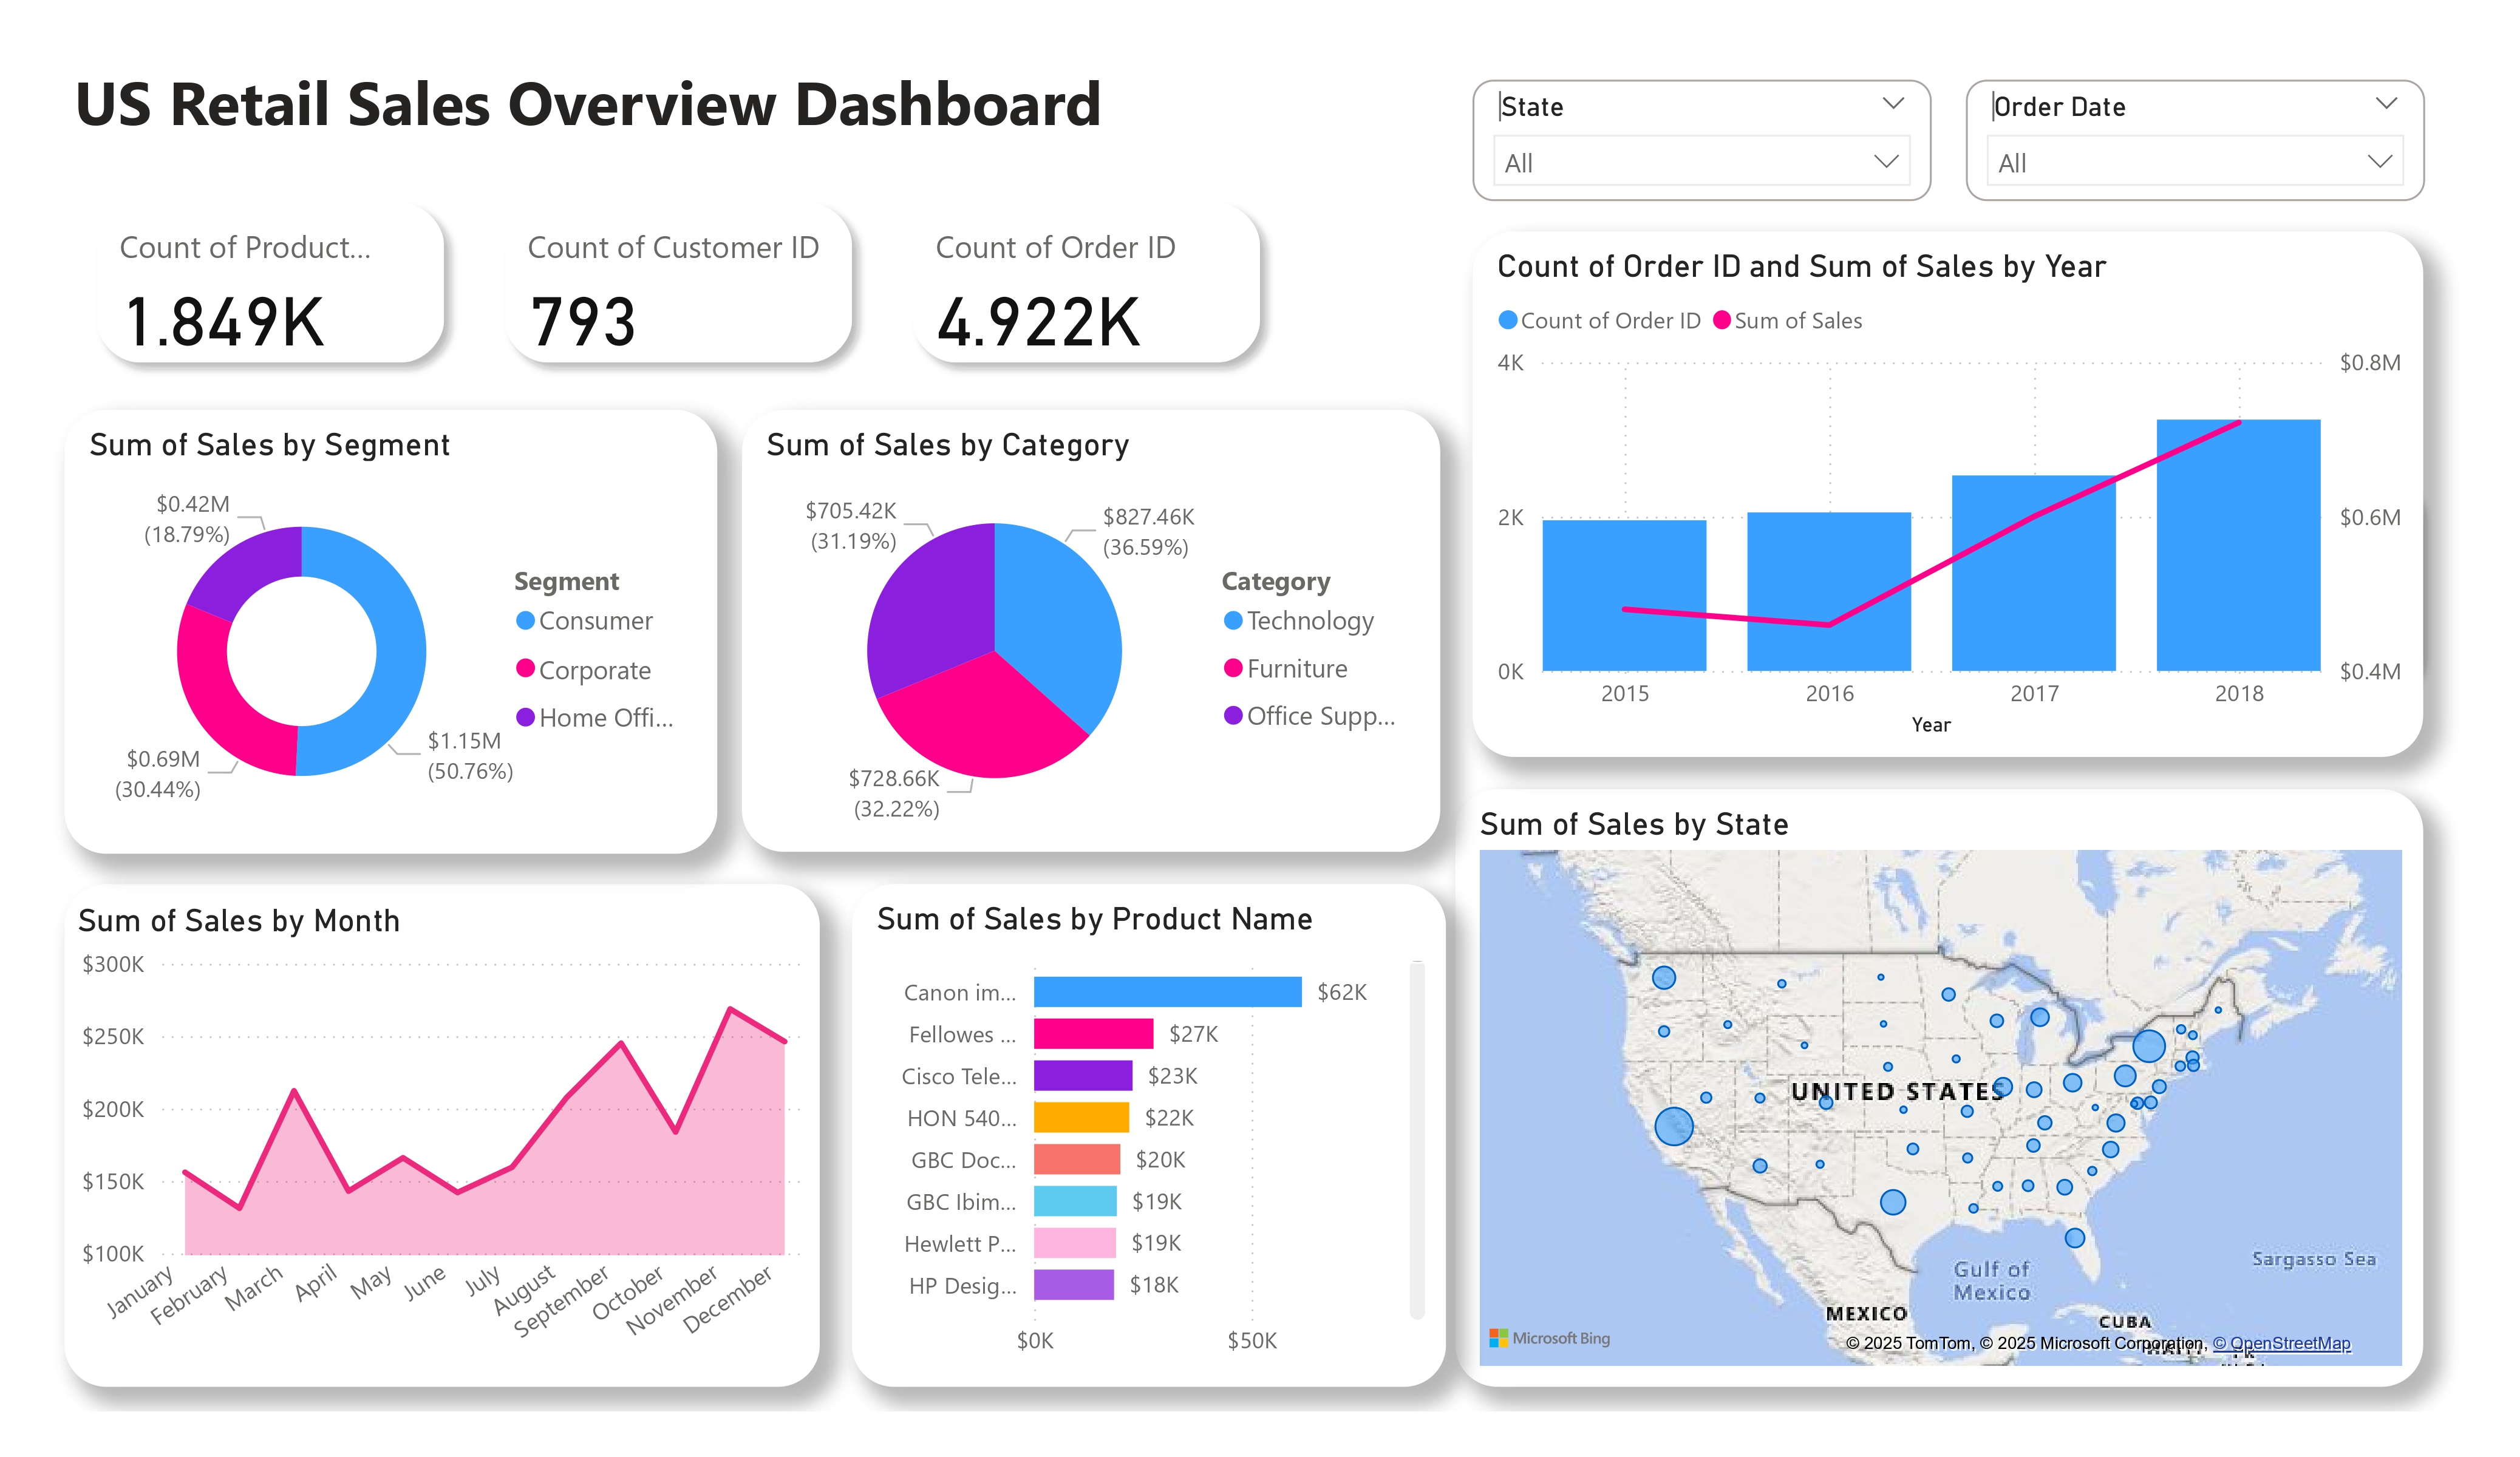 US Retail Sales Overview Dashboard
State
All
Order Date
All
Count of Product...
1.849K
Count of Customer ID
793
Count of Order ID
4.922K
Sum of Sales by Segment
$0.42M
(18.79%)
$0.69M
(30.44%)
$1.15M
(50.76%)
Segment
Consumer
Corporate
Home Offi...
Sum of Sales by Category
$705.42K
(31.19%)
$827.46K
(36.59%)
$728.66K
(32.22%)
Category
Technology
Furniture
Office Supp...
Count of Order ID and Sum of Sales by Year
Count of Order ID Sum of Sales
4K
2K
0K
$0.8M
$0.6M
$0.4M
2015 2016 2017 2018
Year
Sum of Sales by Month
$300K
$250K
$200K
$150K
$100K
January February March April May June July August September October November December
Sum of Sales by Product Name
Canon im... $62K
Fellowes ... $27K
Cisco Tele... $23K
HON 540... $22K
GBC Doc... $20K
GBC Ibim... $19K
Hewlett P... $19K
HP Desig... $18K
$0K $50K
Sum of Sales by State
UNITED STATES
Sargasso Sea
Gulf of
Mexico
MEXICO
CUBA
Microsoft Bing
© 2025 TomTom, © 2025 Microsoft Corporation, © OpenStreetMap